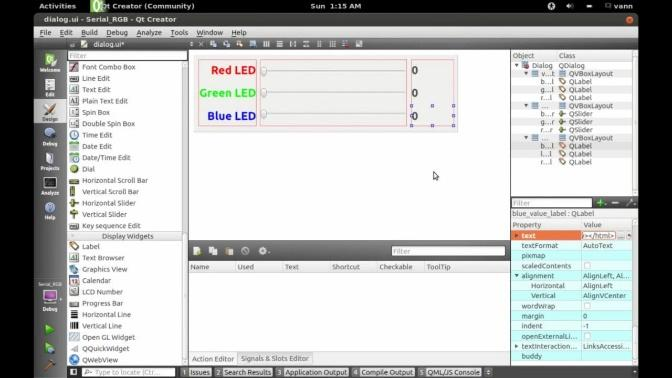 Activities
Qt Creator (Community)
Sun 1:15 AM
vann
dialog.ui - Serial_RGB - Qt Creator
File Edit Build Debug Analyze Tools Window Help
dialog.ui*
Filter
Welcome
Edit
Design
Debug
Projects
Analyze
Help
Serial_RGB
Debug
Font Combo Box
Line Edit
Text Edit
Plain Text Edit
Spin Box
Double Spin Box
Time Edit
Date Edit
Date/Time Edit
Dial
Horizontal Scroll Bar
Vertical Scroll Bar
Horizontal Slider
Vertical Slider
Key sequence Edit
Display Widgets
Label
Text Browser
Graphics View
Calendar
LCD Number
Progress Bar
Horizontal Line
Vertical Line
Open GL Widget
QQuickWidget
QWebView
Red LED 0
Green LED 0
Blue LED 0
Filter
Name Used Text Shortcut Checkable ToolTip
Action Editor Signals & Slots Editor
Object Class
Dialog QDialog
v... QVBoxLayout
b... QLabel
g... QLabel
r... QLabel
... QVBoxLayout
b... QSlider
g... QSlider
r... QSlider
... QVBoxLayout
b... QLabel
l... QLabel
r... QLabel
Filter
blue_value_label : QLabel
Property Value
text ></html>
textFormat AutoText
pixmap
scaledContents
alignment AlignLeft, Al...
Horizontal AlignLeft
Vertical AlignVCenter
wordWrap
margin 0
indent -1
openExternalLi...
textInteraction... LinksAccessi...
buddy
Type to locate (Ctrl...
1 Issues 2 Search Results 3 Application Output 4 Compile Output 5 QML/JS Console